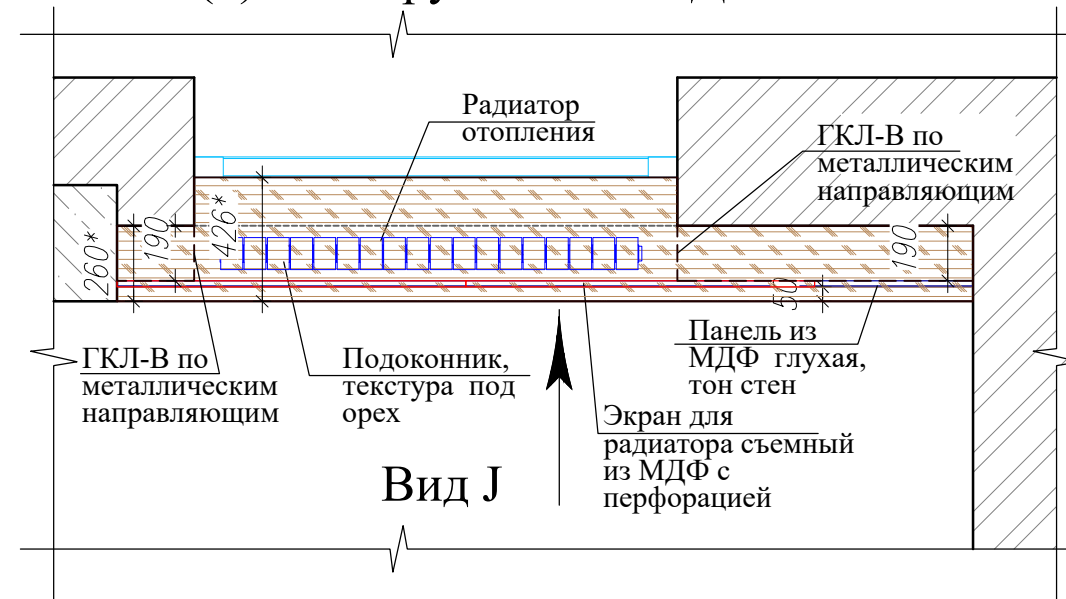 Радиатор
отопления
ГКЛ-В по
металлическим
направляющим
260*
190
426*
190
50
ГКЛ-В по
металлическим
направляющим
Подоконник,
текстура под
орех
Панель из
МДФ глухая,
тон стен
Экран для
радиатора съемный
из МДФ с
перфорацией
Вид J